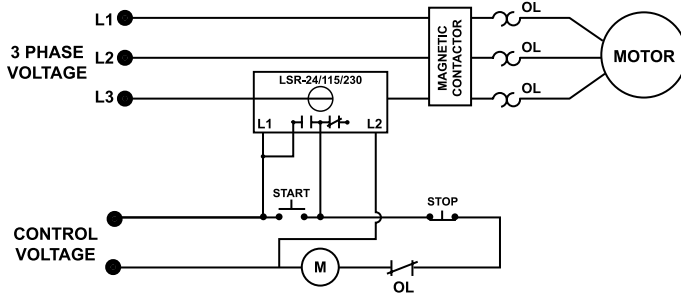 L1
OL
3 PHASE
VOLTAGE
L2
MAGNETIC
CONTACTOR
OL
MOTOR
LSR-24/115/230
L3
OL
L1
L2
START
STOP
CONTROL
VOLTAGE
M
OL